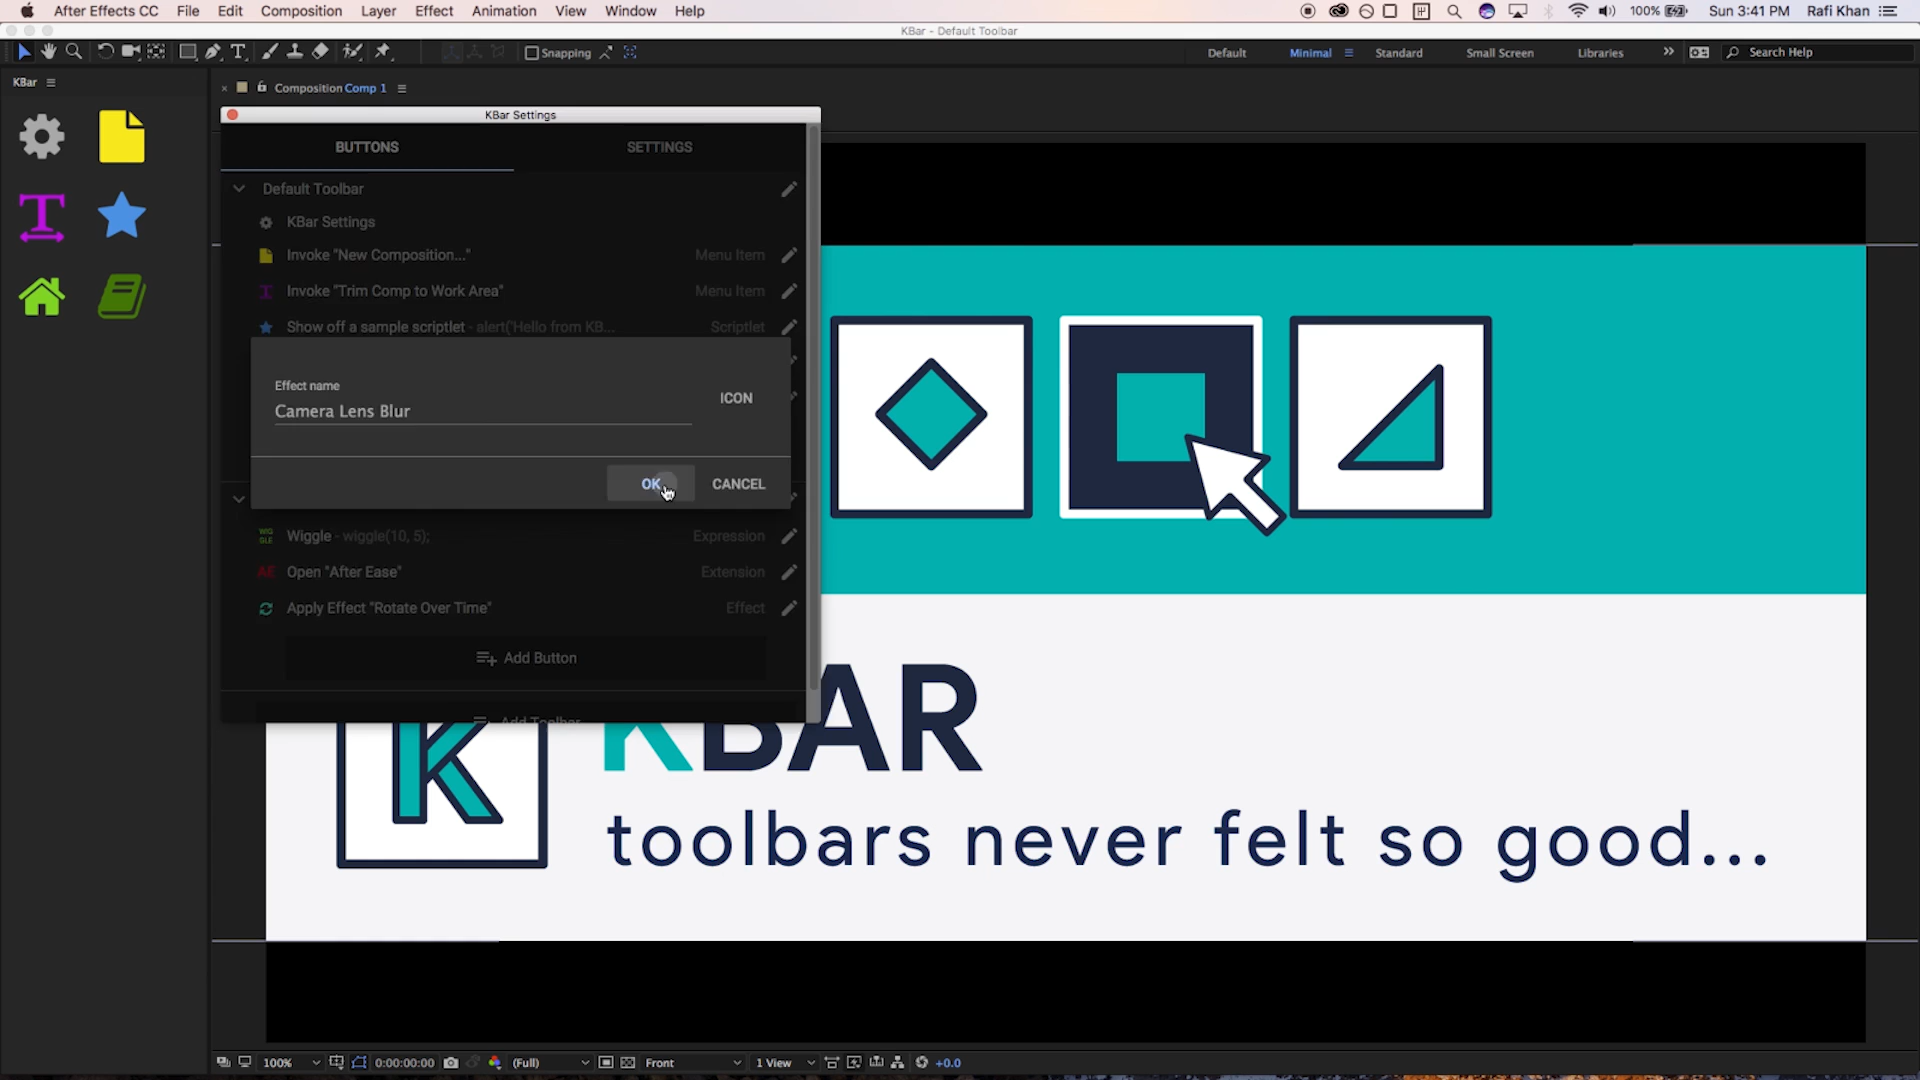 After Effects CC File Edit Composition Layer Effect Animation View Window Help 100% Sun 3:41 PM Rafi Khan
KBar - Default Toolbar
Snapping Default Minimal Standard Small Screen Libraries Search Help
KBar
Composition Comp 1
KBar Settings
BUTTONS SETTINGS
Default Toolbar
KBar Settings
Invoke "New Composition..." Menu Item
Invoke "Trim Comp to Work Area" Menu Item
Show off a sample scriptlet - alert('Hello from KB... Scriptlet
Effect name
Camera Lens Blur
ICON
OK CANCEL
Wiggle - wiggle(10, 5); Expression
Open "After Ease" Extension
Apply Effect "Rotate Over Time" Effect
Add Button
Add Toolbar
K
KBAR
toolbars never felt so good...
100% 0:00:00:00 (Full) Front 1 View +0.0